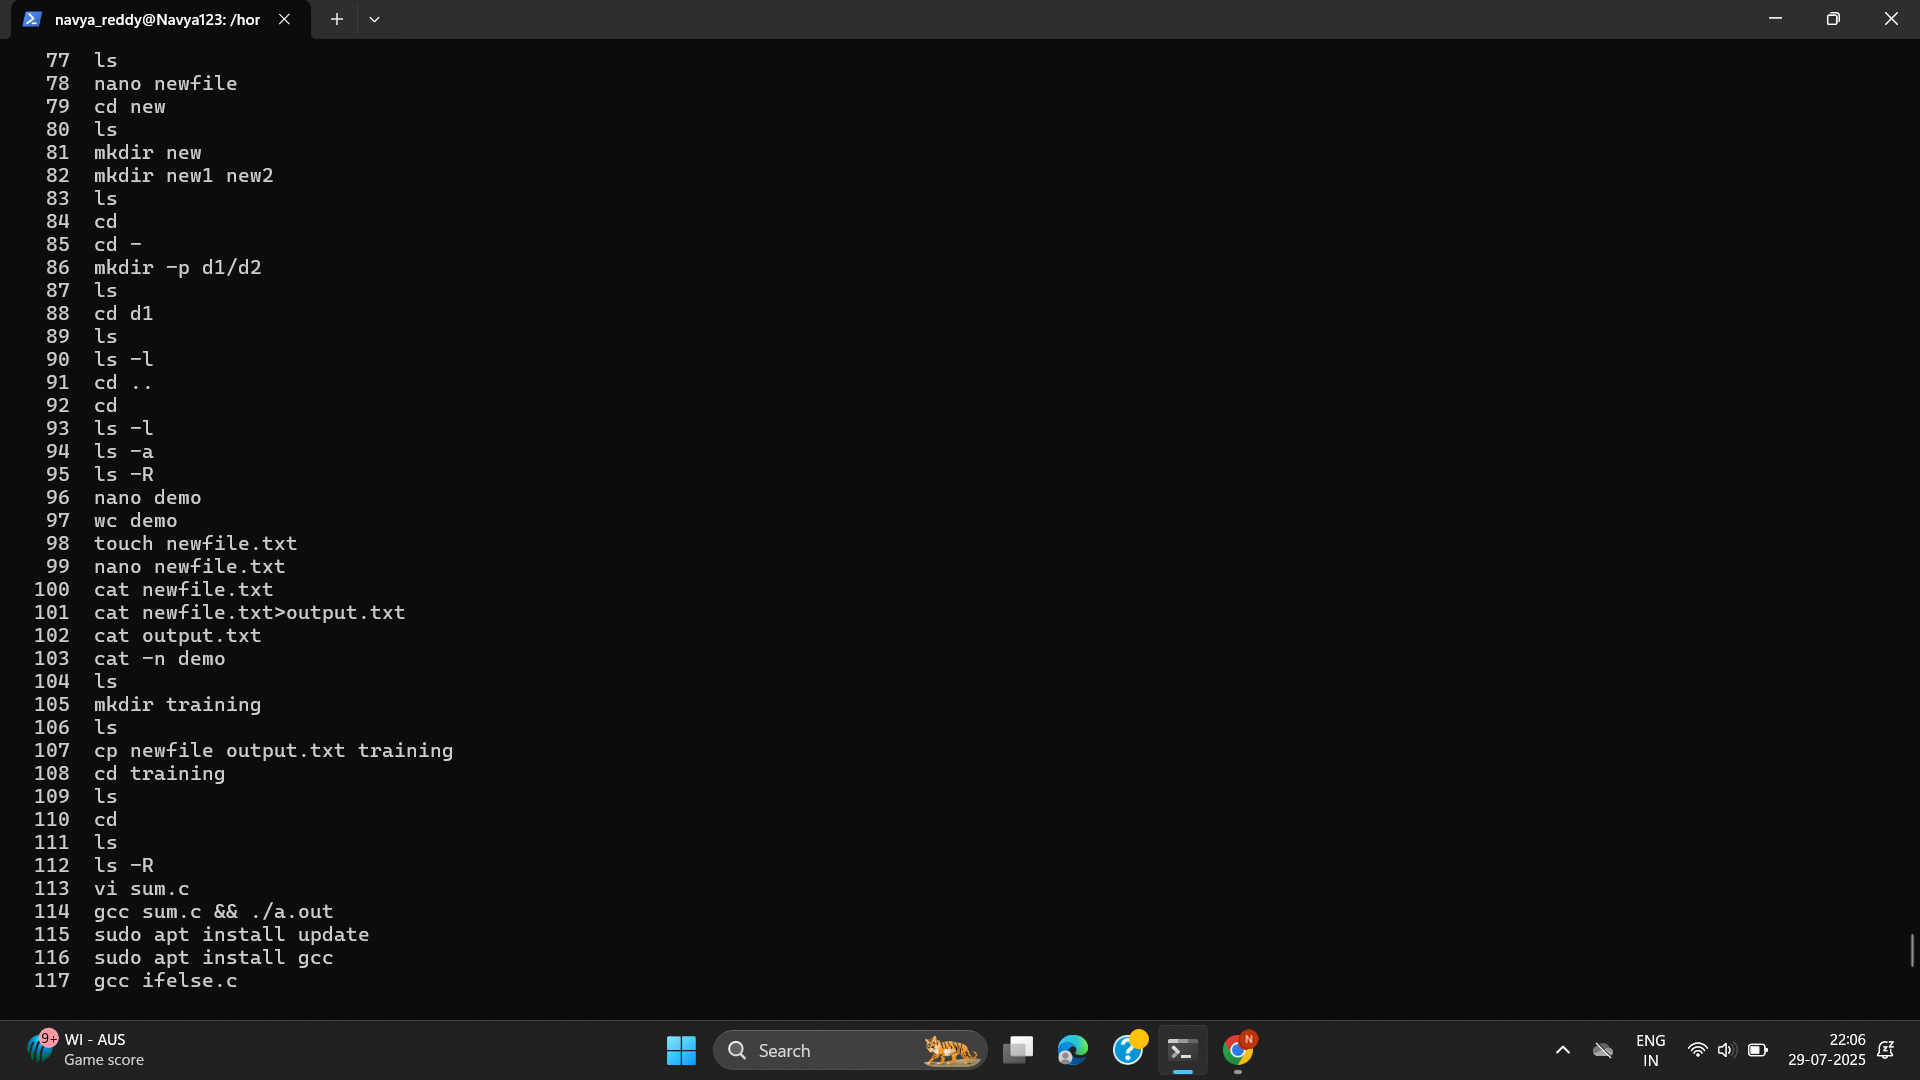 navya_reddy@Navya123: /hor
77 ls
78 nano newfile
79 cd new
80 ls
81 mkdir new
82 mkdir new1 new2
83 ls
84 cd
85 cd -
86 mkdir -p d1/d2
87 ls
88 cd d1
89 ls
90 ls -l
91 cd ..
92 cd
93 ls -l
94 ls -a
95 ls -R
96 nano demo
97 wc demo
98 touch newfile.txt
99 nano newfile.txt
100 cat newfile.txt
101 cat newfile.txt>output.txt
102 cat output.txt
103 cat -n demo
104 ls
105 mkdir training
106 ls
107 cp newfile output.txt training
108 cd training
109 ls
110 cd
111 ls
112 ls -R
113 vi sum.c
114 gcc sum.c && ./a.out
115 sudo apt install update
116 sudo apt install gcc
117 gcc ifelse.c
9+ WI - AUS
Game score
Search
N
ENG
IN
22:06
29-07-2025